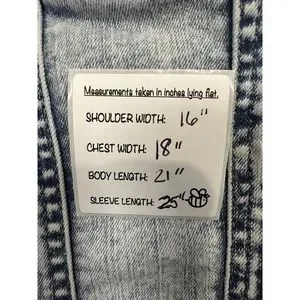 Measurements taken in inches lying flat.
SHOULDER WIDTH: 16"
CHEST WIDTH: 18"
BODY LENGTH: 21"
SLEEVE LENGTH: 25"